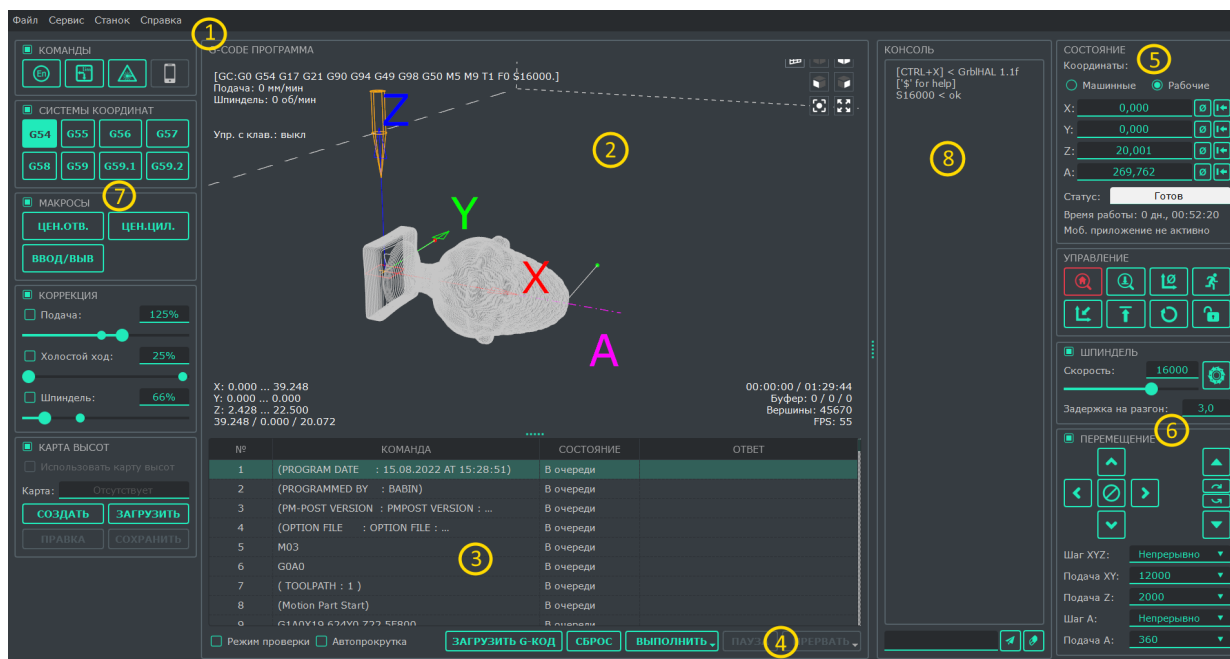 Файл Сервис Станок Справка
1
КОМАНДЫ
En
СИСТЕМЫ КООРДИНАТ
G54 G55 G56 G57
G58 G59 G59.1 G59.2
7
МАКРОСЫ
ЦЕН.ОТВ. ЦЕН.ЦИЛ.
ВВОД/ВЫВ
КОРРЕКЦИЯ
Подача: 125%
Холостой ход: 25%
Шпиндель: 66%
КАРТА ВЫСОТ
Использовать карту высот
Карта: Отсутствует
СОЗДАТЬ ЗАГРУЗИТЬ
ПРАВКА СОХРАНИТЬ
G-CODE ПРОГРАММА
[GC:G0 G54 G17 G21 G90 G94 G49 G98 G50 M5 M9 T1 F0 S16000.]
Подача: 0 мм/мин
Шпиндель: 0 об/мин
Упр. с клав.: выкл
Z
2
Y
X
A
X: 0.000 ... 39.248
Y: 0.000 ... 0.000
Z: 2.428 ... 22.500
39.248 / 0.000 / 20.072
00:00:00 / 01:29:44
Буфер: 0 / 0 / 0
Вершины: 45670
FPS: 55
№ КОМАНДА СОСТОЯНИЕ ОТВЕТ
1 (PROGRAM DATE : 15.08.2022 AT 15:28:51) В очереди
2 (PROGRAMMED BY : BABIN) В очереди
3 (PM-POST VERSION : PMPOST VERSION : ... В очереди
4 (OPTION FILE : OPTION FILE : ... В очереди
5 M03 В очереди
6 G0A0 В очереди
7 ( TOOLPATH : 1 ) В очереди
8 (Motion Part Start) В очереди
9 G1A0X19.624Y0.Z22.5F800 В очереди
3
Режим проверки Автопрокрутка ЗАГРУЗИТЬ G-КОД СБРОС ВЫПОЛНИТЬ
4
КОНСОЛЬ
[CTRL+X] < GrblHAL 1.1f
['$' for help]
S16000 < ok
8
СОСТОЯНИЕ
Координаты:
5
Машинные Рабочие
X: 0,000
Y: 0,000
Z: 20,001
A: 269,762
Статус: Готов
Время работы: 0 дн., 00:52:20
Моб. приложение не активно
УПРАВЛЕНИЕ
ШПИНДЕЛЬ
Скорость: 16000
Задержка на разгон: 3,0
6
ПЕРЕМЕЩЕНИЕ
Шаг XYZ: Непрерывно
Подача XY: 12000
Подача Z: 2000
Шаг A: Непрерывно
Подача A: 360